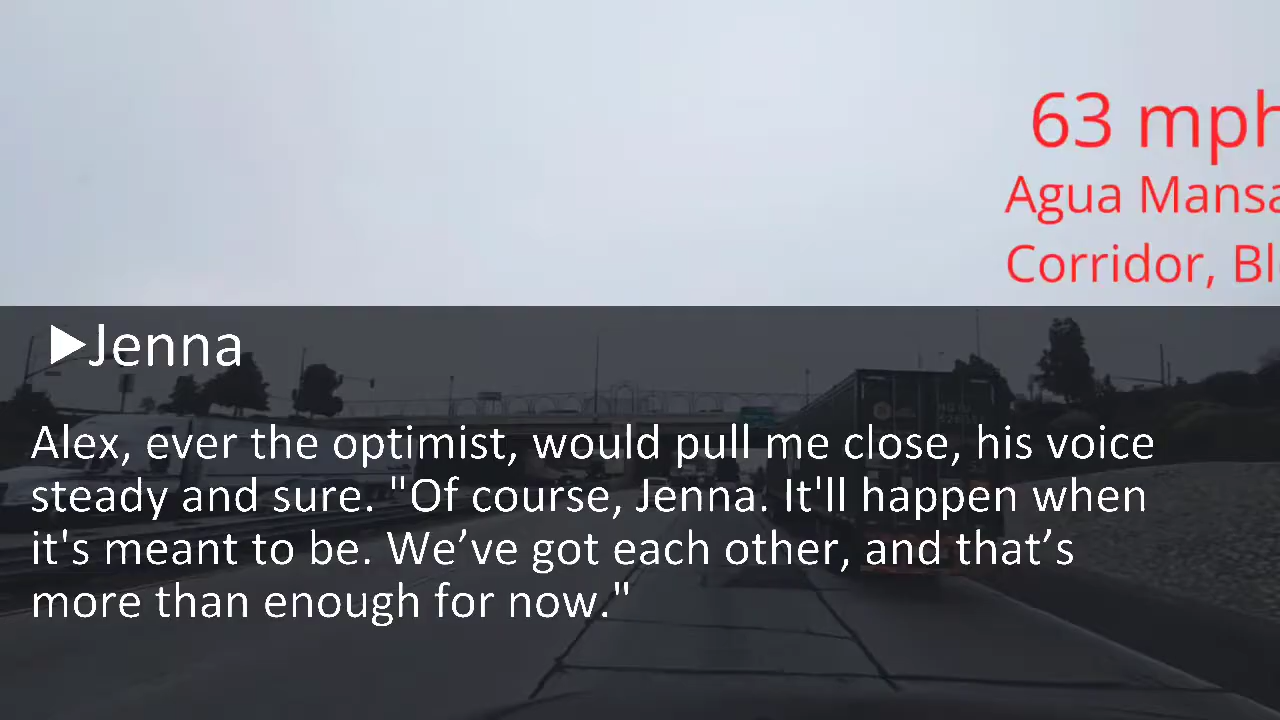 63 mph
Agua Mansa
Corridor, Bl
▶Jenna
Alex, ever the optimist, would pull me close, his voice
steady and sure. "Of course, Jenna. It'll happen when
it's meant to be. We’ve got each other, and that’s
more than enough for now."